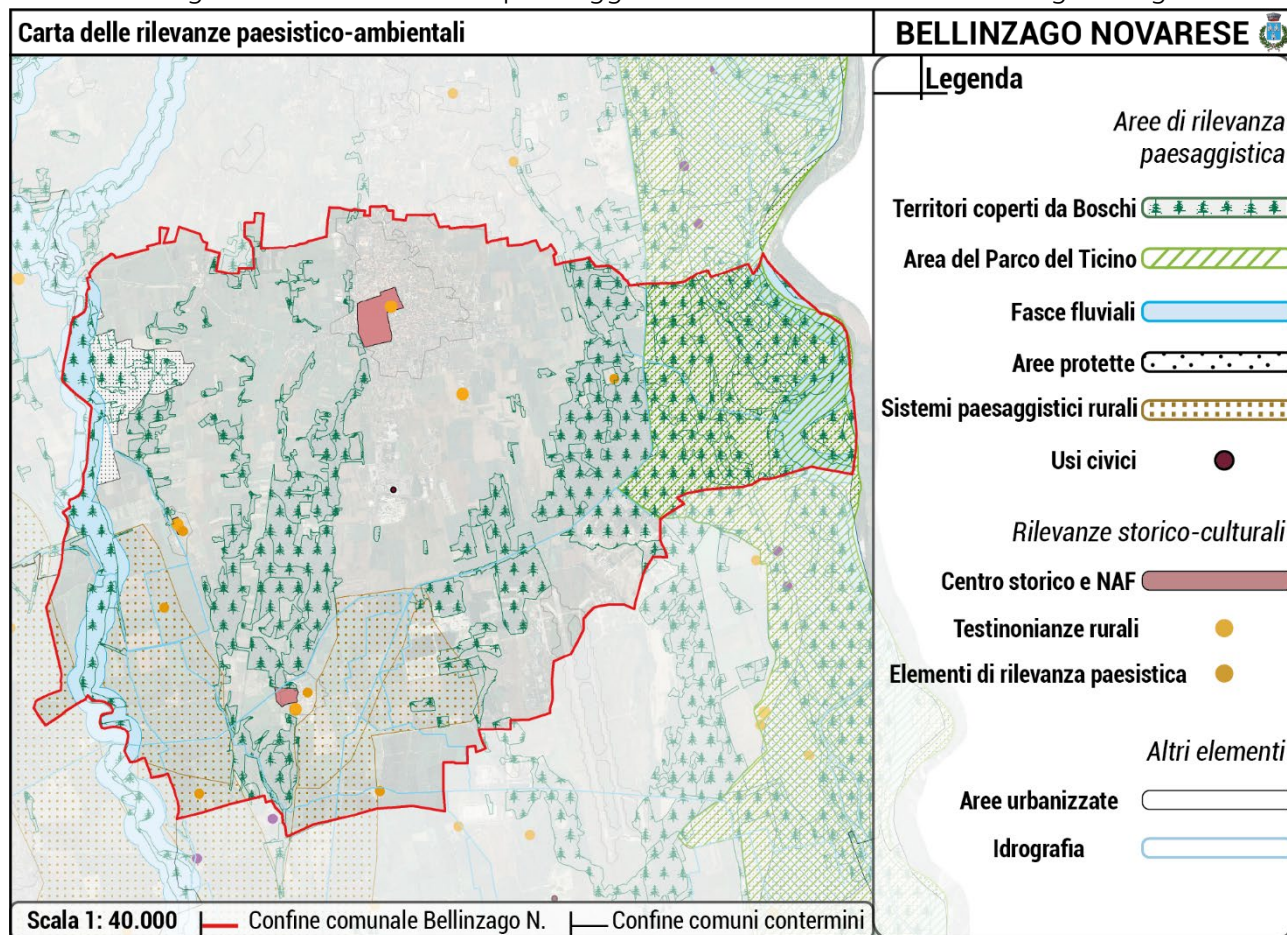 Carta delle rilevanze paesistico-ambientali
BELLINZAGO NOVARESE
Legenda
Aree di rilevanza
paesaggistica
Territori coperti da Boschi
Area del Parco del Ticino
Fasce fluviali
Aree protette
Sistemi paesaggistici rurali
Usi civici
Rilevanze storico-culturali
Centro storico e NAF
Testinonianze rurali
Elementi di rilevanza paesistica
Altri elementi
Aree urbanizzate
Idrografia
Scala 1: 40.000
Confine comunale Bellinzago N.
Confine comuni contermini